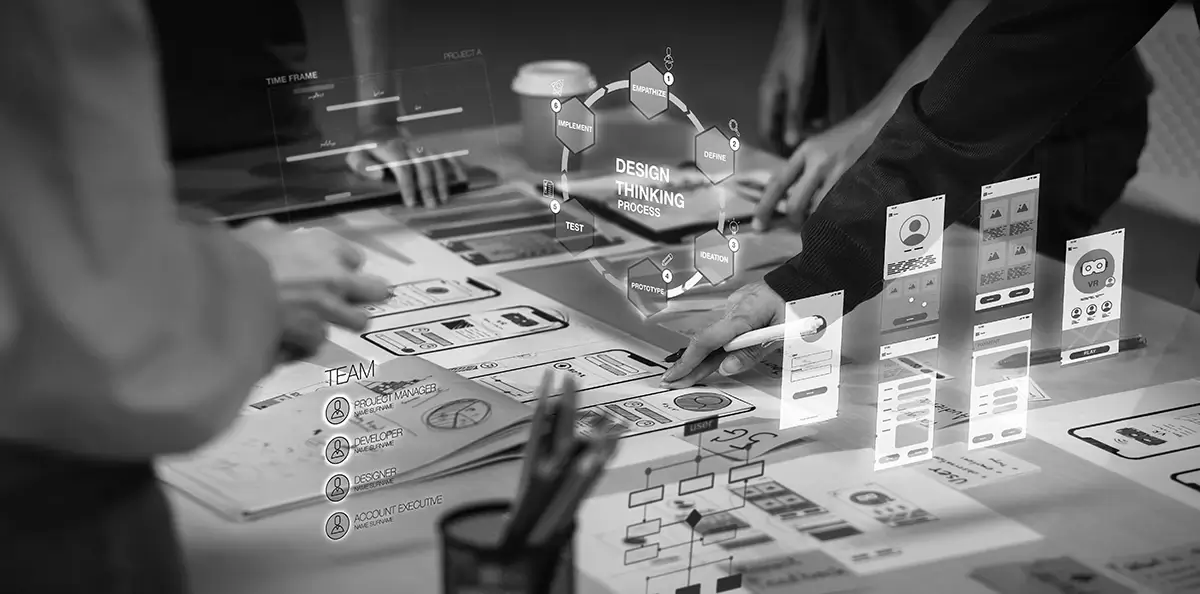 PROJECT A
TIME FRAME
1
EMPATHIZE
6
IMPLEMENT
2
DEFINE
DESIGN
THINKING
PROCESS
5
TEST
3
IDEATION
4
PROTOTYPE
VR
PLAY
TEAM
PROJECT MANAGER
NAME SURNAME
DEVELOPER
NAME SURNAME
DESIGNER
NAME SURNAME
ACCOUNT EXECUTIVE
NAME SURNAME
user